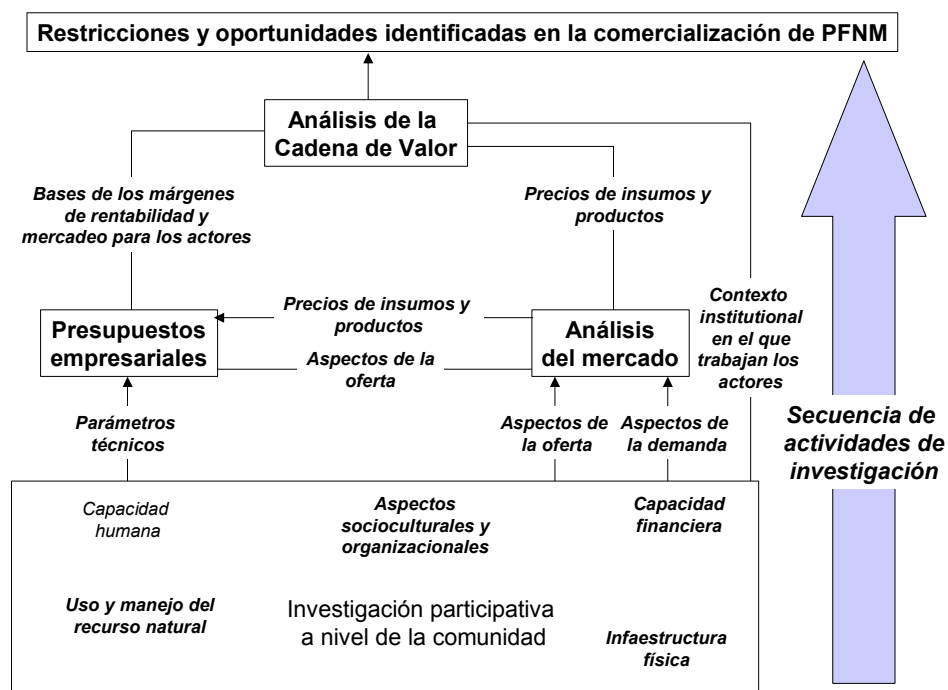 Restricciones y oportunidades identificadas en la comercialización de PFNM
Análisis de la
Cadena de Valor
Bases de los márgenes
de rentabilidad y
mercadeo para los actores
Precios de insumos y
productos
Presupuestos
empresariales
Precios de insumos y
productos
Aspectos de la
oferta
Análisis
del mercado
Contexto
institutional
en el que
trabajan los
actores
Parámetros
técnicos
Aspectos de
la oferta
Aspectos de
la demanda
Secuencia de
actividades de
investigación
Capacidad
humana
Aspectos
socioculturales y
organizacionales
Capacidad
financiera
Uso y manejo del
recurso natural
Investigación participativa
a nivel de la comunidad
Infaestructura
física